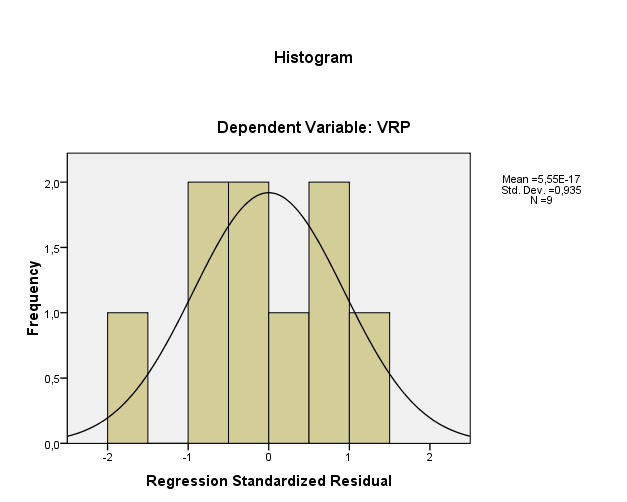 Histogram
Dependent Variable: VRP
Mean =5,55E-17
Std. Dev. =0,935
N =9
Frequency
2,0
1,5
1,0
0,5
0,0
-2 -1 0 1 2
Regression Standardized Residual